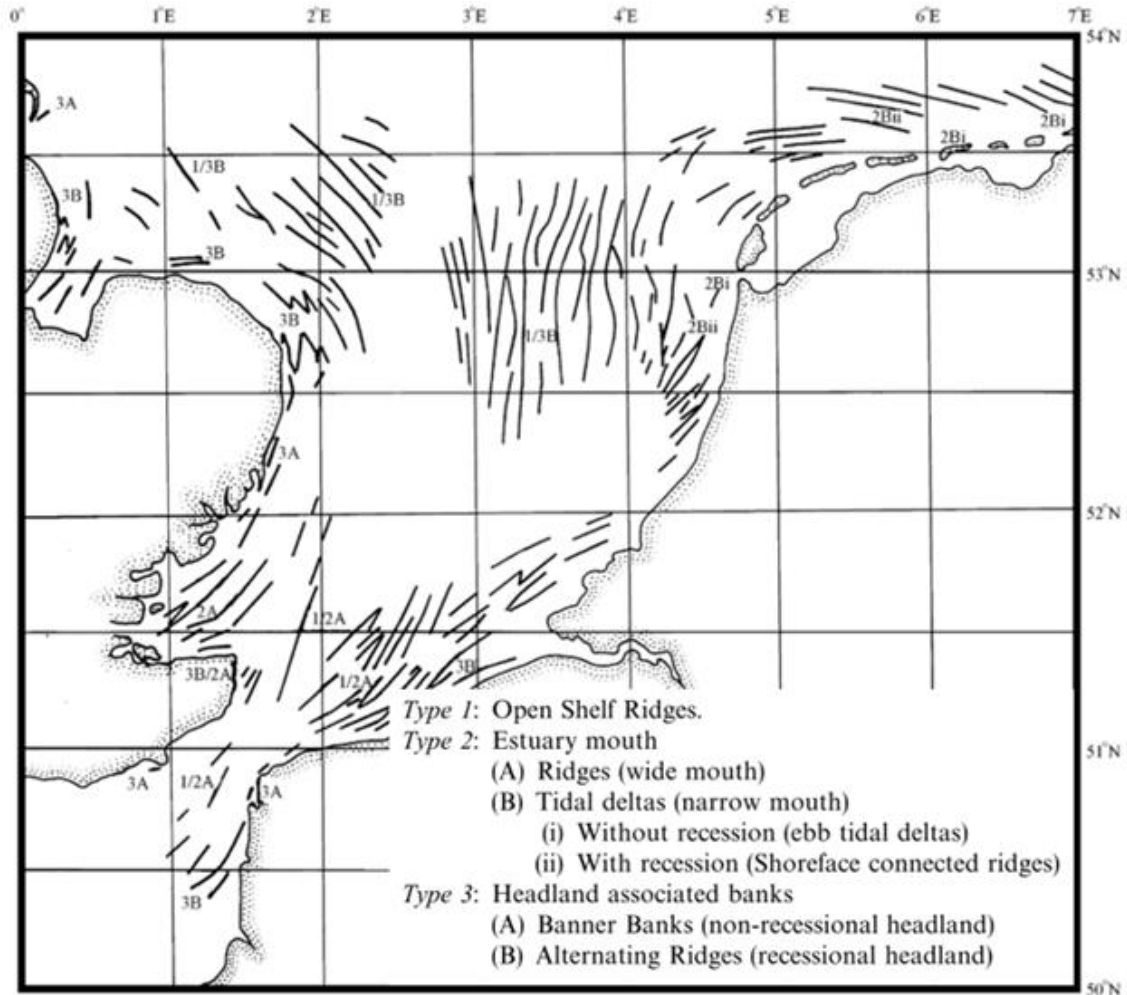 0° 1°E 2°E 3°E 4°E 5°E 6°E 7°E
54°N
3A
2Bii
2Bi
2Bi
1/3B
3B
1/3B
3B
53°N
2Bi
3B
1/3B
2Bii
3A
52°N
2A
1/2A
3B
3B/2A
1/2A
Type 1: Open Shelf Ridges.
Type 2: Estuary mouth
51°N
(A) Ridges (wide mouth)
3A
1/2A
3A
(B) Tidal deltas (narrow mouth)
(i) Without recession (ebb tidal deltas)
(ii) With recession (Shoreface connected ridges)
3B
Type 3: Headland associated banks
(A) Banner Banks (non-recessional headland)
(B) Alternating Ridges (recessional headland)
50°N